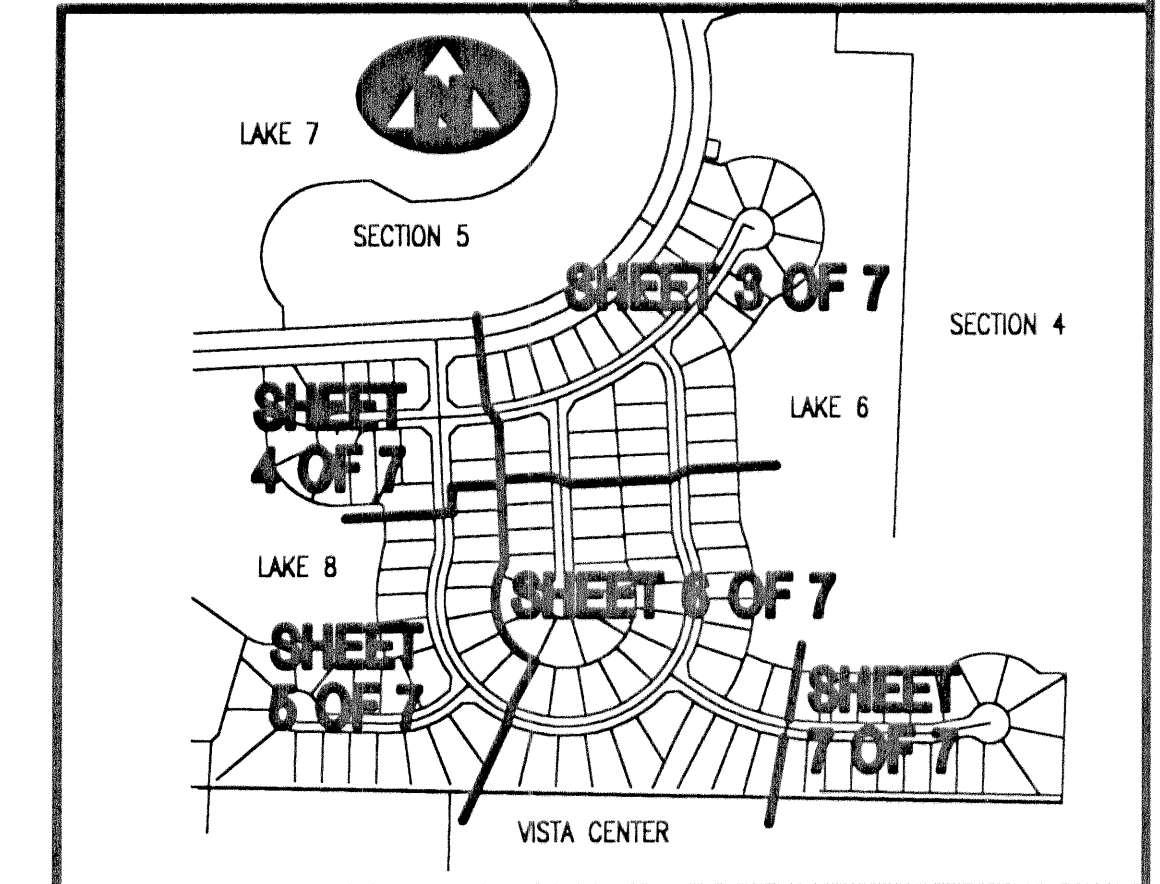 N
LAKE 7
SECTION 5
SHEET 3 OF 7
SECTION 4
SHEET
4 OF 7
LAKE 6
LAKE 8
SHEET 6 OF 7
SHEET
5 OF 7
SHEET
7 OF 7
VISTA CENTER